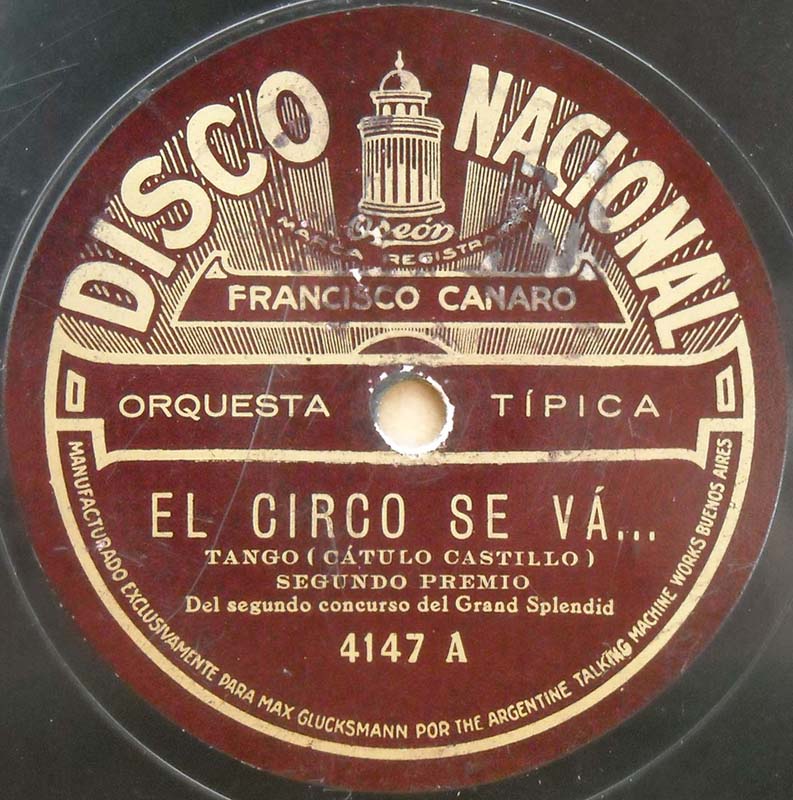 DISCO NACIONAL
Odeón
MARCA REGISTRADA
FRANCISCO CANARO
ORQUESTA TÍPICA
EL CIRCO SE VÁ...
TANGO (CÁTULO CASTILLO)
SEGUNDO PREMIO
Del segundo concurso del Grand Splendid
4147 A
MANUFACTURADO EXCLUSIVAMENTE PARA MAX GLUCKSMANN POR THE ARGENTINE TALKING MACHINE WORKS BUENOS AIRES